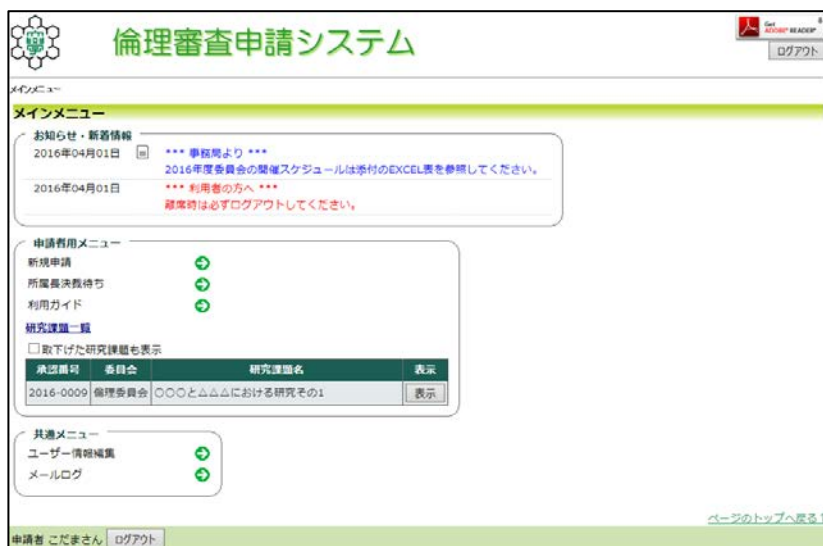 倫理審査申請システム
Get
ADOBE® READER®
ログアウト
メインメニュー
メインメニュー
お知らせ・新着情報
2016年04月01日 *** 事務局より ***
2016年度委員会の開催スケジュールは添付のEXCEL表を参照してください。
2016年04月01日 *** 利用者の方へ ***
離席時は必ずログアウトしてください。
申請者用メニュー
新規申請
所属長決裁待ち
利用ガイド
研究課題一覧
取下げた研究課題も表示
承認番号 委員会 研究課題名 表示
2016-0009 倫理委員会 〇〇〇と△△△における研究その1 表示
共通メニュー
ユーザー情報編集
メールログ
ページのトップへ戻る↑
申請者 こだまさん ログアウト